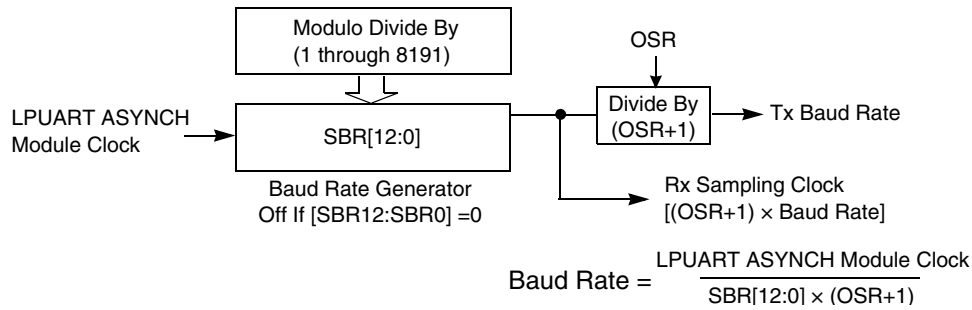 Modulo Divide By
(1 through 8191)
OSR
LPUART ASYNCH
Module Clock
SBR[12:0]
Divide By
(OSR+1)
Tx Baud Rate
Baud Rate Generator
Off If [SBR12:SBR0] =0
Rx Sampling Clock
[(OSR+1) × Baud Rate]
Baud Rate =
LPUART ASYNCH Module Clock
SBR[12:0] × (OSR+1)